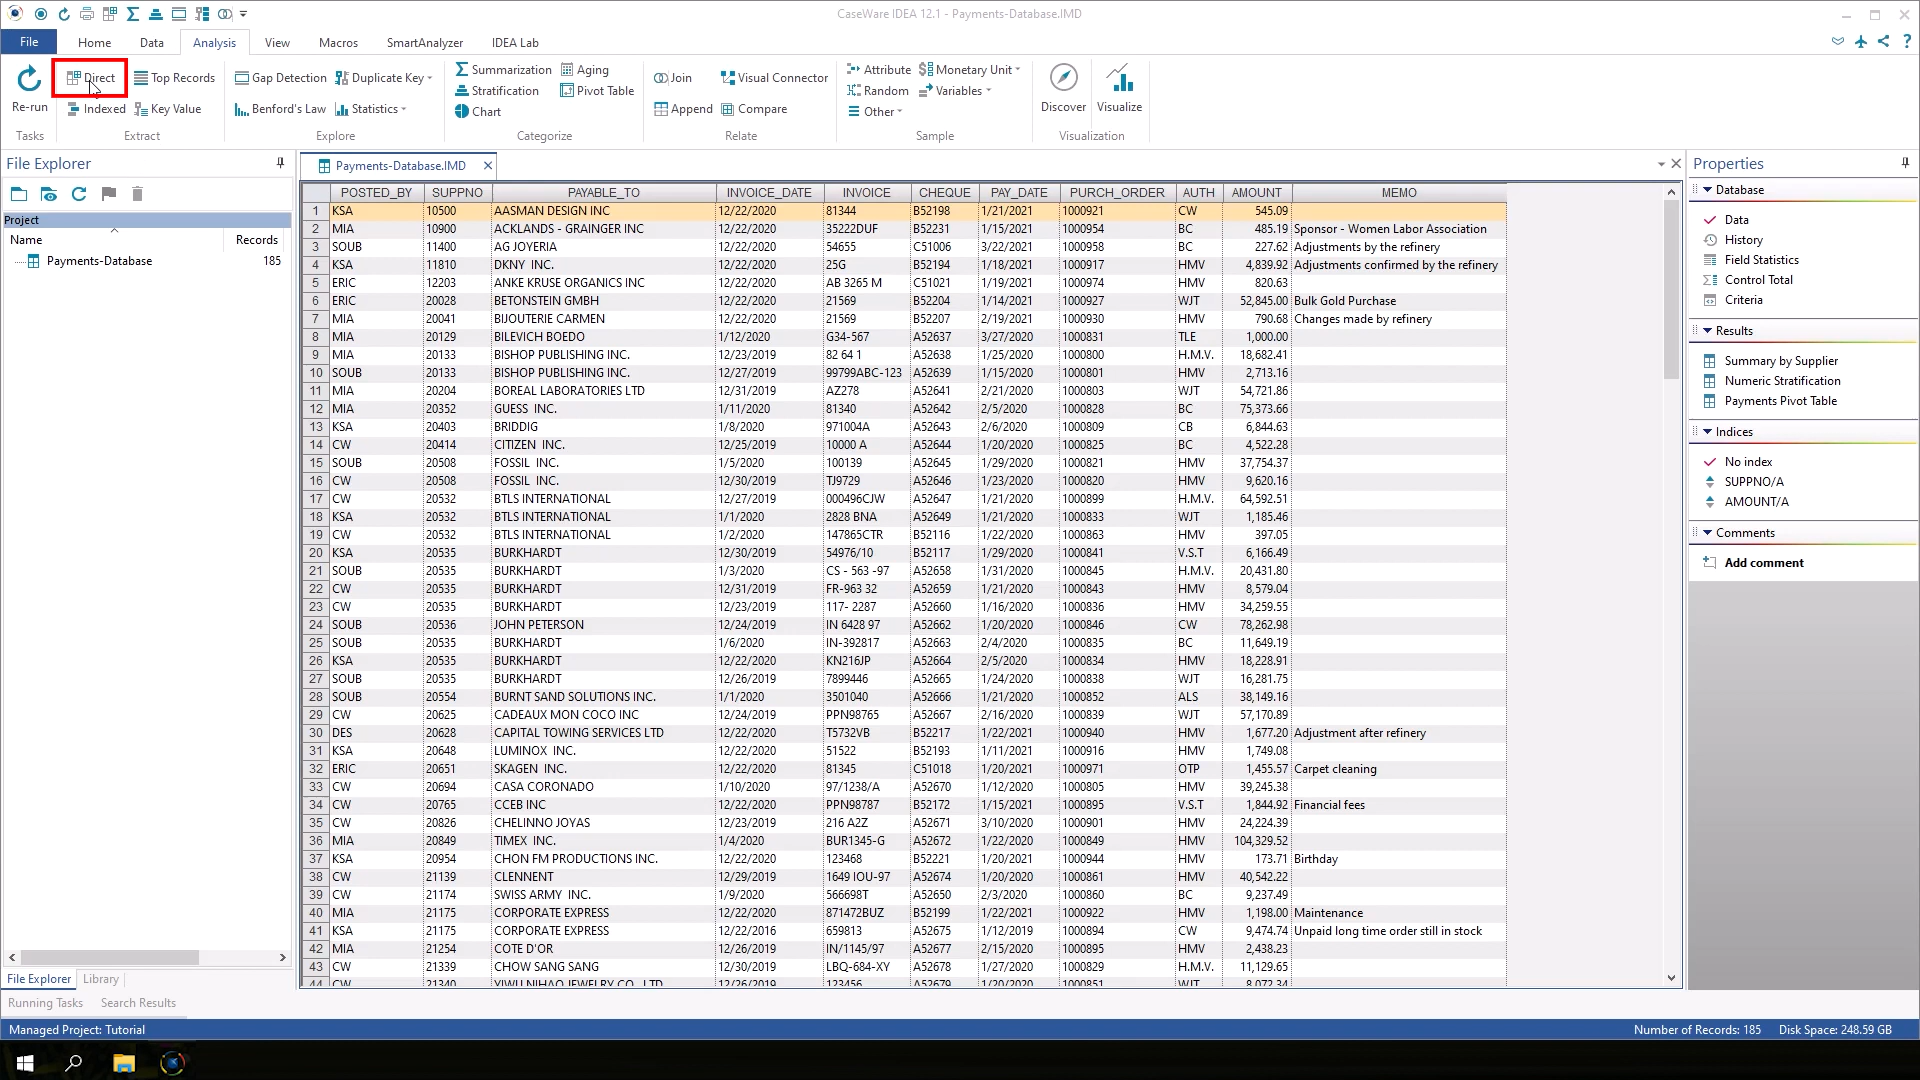 CaseWare IDEA 12.1 - Payments-Database.IMD
File Home Data Analysis View Macros SmartAnalyzer IDEA Lab
Re-run
Tasks
Direct Top Records
Indexed Key Value
Extract
Gap Detection Duplicate Key
Benford's Law Statistics
Explore
Summarization Aging
Stratification Pivot Table
Chart
Categorize
Join Visual Connector
Append Compare
Relate
Attribute Monetary Unit
Random Variables
Other
Sample
Discover Visualize
Visualization
File Explorer
Project
Name Records
Payments-Database 185
Payments-Database.IMD
POSTED_BY SUPPNO PAYABLE_TO INVOICE_DATE INVOICE CHEQUE PAY_DATE PURCH_ORDER AUTH AMOUNT MEMO
1 KSA 10500 AASMAN DESIGN INC 12/22/2020 81344 B52198 1/21/2021 1000921 CW 545.09
2 MIA 10900 ACKLANDS - GRAINGER INC 12/22/2020 35222DUF B52231 1/15/2021 1000954 BC 485.19 Sponsor - Women Labor Association
3 SOUB 11400 AG JOYERIA 12/22/2020 54655 C51006 3/22/2021 1000958 BC 227.62 Adjustments by the refinery
4 KSA 11810 DKNY INC. 12/22/2020 25G B52194 1/18/2021 1000917 HMV 4,839.92 Adjustments confirmed by the refinery
5 ERIC 12203 ANKE KRUSE ORGANICS INC 12/22/2020 AB 3265 M C51021 1/19/2021 1000974 HMV 820.63
6 ERIC 20028 BETONSTEIN GMBH 12/22/2020 21569 B52204 1/14/2021 1000927 WJT 52,845.00 Bulk Gold Purchase
7 MIA 20041 BIJOUTERIE CARMEN 12/22/2020 21569 B52207 2/19/2021 1000930 HMV 790.68 Changes made by refinery
8 MIA 20129 BILEVICH BOEDO 1/12/2020 G34-567 A52637 3/27/2020 1000831 TLE 1,000.00
9 MIA 20133 BISHOP PUBLISHING INC. 12/23/2019 82 64 1 A52638 1/25/2020 1000800 H.M.V. 18,682.41
10 SOUB 20133 BISHOP PUBLISHING INC. 12/27/2019 99799ABC-123 A52639 1/15/2020 1000801 HMV 2,713.16
11 MIA 20204 BOREAL LABORATORIES LTD 12/31/2019 AZ278 A52641 2/21/2020 1000803 WJT 54,721.86
12 MIA 20352 GUESS INC. 1/11/2020 81340 A52642 2/5/2020 1000828 BC 75,373.66
13 KSA 20403 BRIDDIG 1/8/2020 971004A A52643 2/6/2020 1000809 CB 6,844.63
14 CW 20414 CITIZEN INC. 12/25/2019 10000 A A52644 1/20/2020 1000825 BC 4,522.28
15 SOUB 20508 FOSSIL INC. 1/5/2020 100139 A52645 1/29/2020 1000821 HMV 37,754.37
16 CW 20508 FOSSIL INC. 12/30/2019 TJ9729 A52646 1/23/2020 1000820 HMV 9,620.16
17 CW 20532 BTLS INTERNATIONAL 12/27/2019 000496CJW A52647 1/21/2020 1000899 H.M.V. 64,592.51
18 KSA 20532 BTLS INTERNATIONAL 1/1/2020 2828 BNA A52649 1/21/2020 1000833 WJT 1,185.46
19 CW 20532 BTLS INTERNATIONAL 1/2/2020 147865CTR B52116 1/22/2020 1000863 HMV 397.05
20 KSA 20535 BURKHARDT 12/30/2019 54976/10 B52117 1/29/2020 1000841 V.S.T 6,166.49
21 SOUB 20535 BURKHARDT 1/3/2020 CS - 563 -97 A52658 1/31/2020 1000845 H.M.V. 20,431.80
22 CW 20535 BURKHARDT 12/31/2019 FR-963 32 A52659 1/21/2020 1000843 HMV 8,579.04
23 CW 20535 BURKHARDT 12/23/2019 117- 2287 A52660 1/16/2020 1000836 HMV 34,259.55
24 SOUB 20536 JOHN PETERSON 12/24/2019 IN 6428 97 A52662 1/20/2020 1000846 CW 78,262.98
25 SOUB 20535 BURKHARDT 1/6/2020 IN-392817 A52663 2/4/2020 1000835 BC 11,649.19
26 KSA 20535 BURKHARDT 12/22/2020 KN216JP A52664 2/5/2020 1000834 HMV 18,228.91
27 SOUB 20535 BURKHARDT 12/26/2019 7899446 A52665 1/24/2020 1000838 WJT 16,281.75
28 SOUB 20554 BURNT SAND SOLUTIONS INC. 1/1/2020 3501040 A52666 1/21/2020 1000852 ALS 38,149.16
29 CW 20625 CADEAUX MON COCO INC 12/24/2019 PPN98765 A52667 2/16/2020 1000839 WJT 57,170.89
30 DES 20628 CAPITAL TOWING SERVICES LTD 12/22/2020 T5732VB B52217 1/22/2021 1000940 HMV 1,677.20 Adjustment after refinery
31 KSA 20648 LUMINOX INC. 12/22/2020 51522 B52193 1/11/2021 1000916 HMV 1,749.08
32 ERIC 20651 SKAGEN INC. 12/22/2020 81345 C51018 1/20/2021 1000971 OTP 1,455.57 Carpet cleaning
33 CW 20694 CASA CORONADO 1/10/2020 97/1238/A A52670 1/12/2020 1000805 HMV 39,245.38
34 CW 20765 CCEB INC 12/22/2020 PPN98787 B52172 1/15/2021 1000895 V.S.T 1,844.92 Financial fees
35 CW 20826 CHELINNO JOYAS 12/23/2019 216 A2Z A52671 3/10/2020 1000901 HMV 24,224.39
36 MIA 20849 TIMEX INC. 1/4/2020 BUR1345-G A52672 1/22/2020 1000849 HMV 104,329.52
37 KSA 20954 CHON FM PRODUCTIONS INC. 12/22/2020 123468 B52221 1/20/2021 1000944 HMV 173.71 Birthday
38 CW 21139 CLENNENT 12/29/2019 1649 IOU-97 A52674 1/20/2020 1000861 HMV 40,542.22
39 CW 21174 SWISS ARMY INC. 1/9/2020 566698T A52650 2/3/2020 1000860 BC 9,237.49
40 MIA 21175 CORPORATE EXPRESS 12/22/2020 871472BUZ B52199 1/22/2021 1000922 HMV 1,198.00 Maintenance
41 KSA 21175 CORPORATE EXPRESS 12/22/2016 659813 A52675 1/12/2019 1000894 CW 9,474.74 Unpaid long time order still in stock
42 MIA 21254 COTE D'OR 12/26/2019 IN/1145/97 A52677 2/15/2020 1000895 HMV 2,438.23
43 CW 21339 CHOW SANG SANG 12/30/2019 LBQ-684-XY A52678 1/27/2020 1000829 H.M.V. 11,129.65
44 CW 21340 YIWU NIHAO JEWELRY CO., LTD 12/26/2019 123456 A52679 1/20/2020 1000851 WJT 8,072.34
Properties
Database
Data
History
Field Statistics
Control Total
Criteria
Results
Summary by Supplier
Numeric Stratification
Payments Pivot Table
Indices
No index
SUPPNO/A
AMOUNT/A
Comments
Add comment
File Explorer Library
Running Tasks Search Results
Managed Project: Tutorial
Number of Records: 185 Disk Space: 248.59 GB